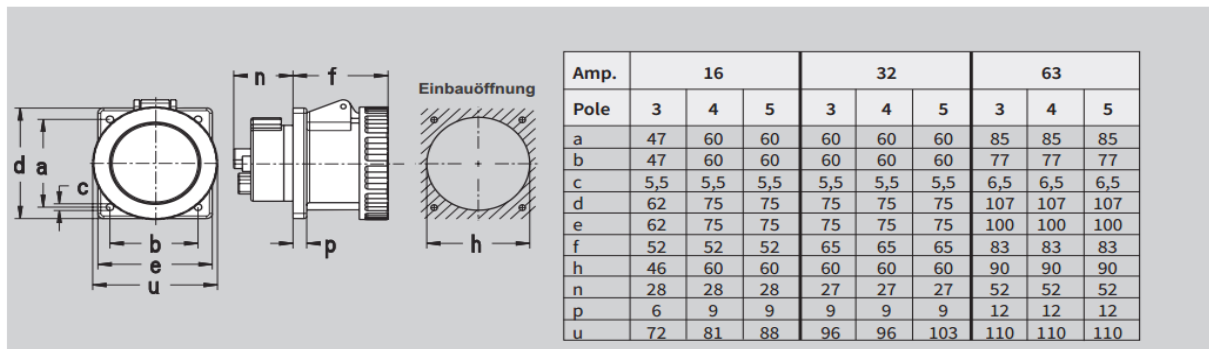 n f
Einbauöffnung
d a
c
b
p
h
e
u
Amp. 16 32 63
Pole 3 4 5 3 4 5 3 4 5
a 47 60 60 60 60 60 85 85 85
b 47 60 60 60 60 60 77 77 77
c 5,5 5,5 5,5 5,5 5,5 5,5 6,5 6,5 6,5
d 62 75 75 75 75 75 107 107 107
e 62 75 75 75 75 75 100 100 100
f 52 52 52 65 65 65 83 83 83
h 46 60 60 60 60 60 90 90 90
n 28 28 28 27 27 27 52 52 52
p 6 9 9 9 9 9 12 12 12
u 72 81 88 96 96 103 110 110 110